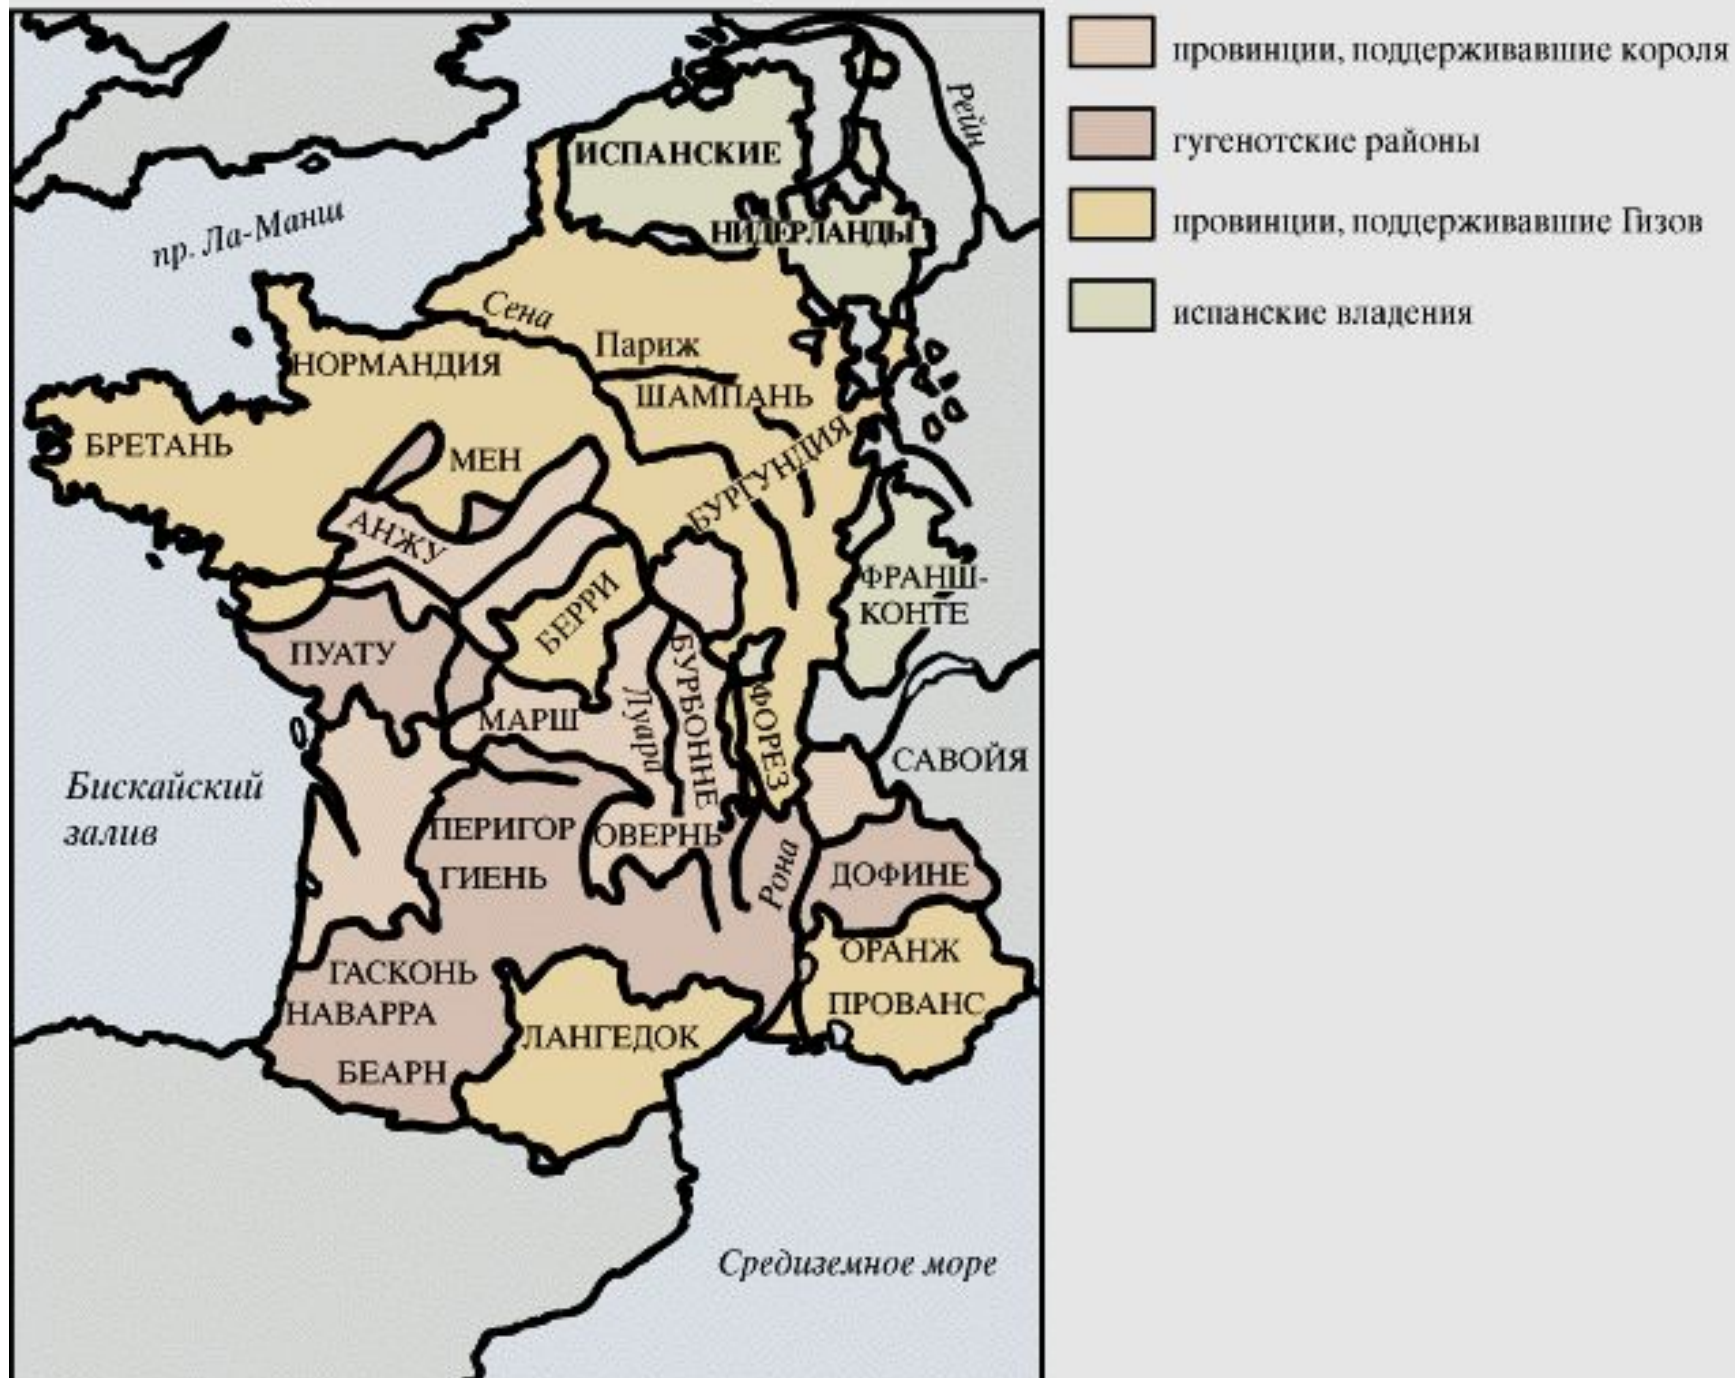 провинции, поддерживавшие короля
гугенотские районы
провинции, поддерживавшие Гизов
испанские владения
Рейн
ИСПАНСКИЕ
НИДЕРЛАНДЫ
пр. Ла-Манш
Сена
Париж
НОРМАНДИЯ
ШАМПАНЬ
БРЕТАНЬ
МЕН
БУРГУНДИЯ
АНЖУ
ФРАНШ-
КОНТЕ
БЕРРИ
ПУАТУ
БУРБОННЕ
МАРШ
Луара
ФОРЕЗ
САВОЙЯ
Бискайский
залив
ПЕРИГОР
ОВЕРНЬ
ГИЕНЬ
Рона
ДОФИНЕ
ОРАНЖ
ГАСКОНЬ
ПРОВАНС
НАВАРРА
ЛАНГЕДОК
БЕАРН
Средиземное море